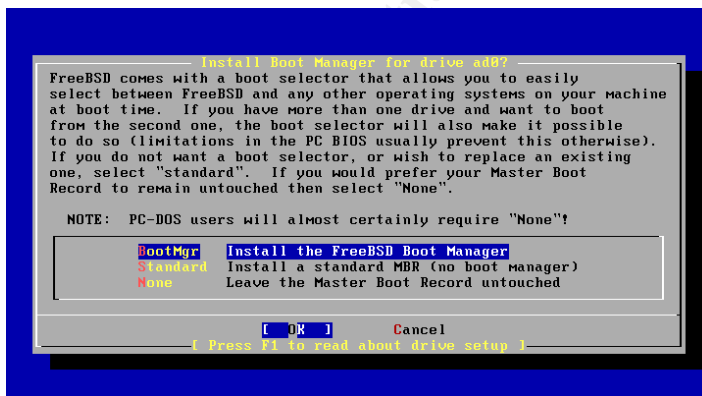 Install Boot Manager for drive ad0?
FreeBSD comes with a boot selector that allows you to easily
select between FreeBSD and any other operating systems on your machine
at boot time.  If you have more than one drive and want to boot
from the second one, the boot selector will also make it possible
to do so (limitations in the PC BIOS usually prevent this otherwise).
If you do not want a boot selector, or wish to replace an existing
one, select "standard".  If you would prefer your Master Boot
Record to remain untouched then select "None".
NOTE:  PC-DOS users will almost certainly require "None"!
BootMgr   Install the FreeBSD Boot Manager
Standard  Install a standard MBR (no boot manager)
None      Leave the Master Boot Record untouched
[  OK  ]       Cancel
[ Press F1 to read about drive setup ]